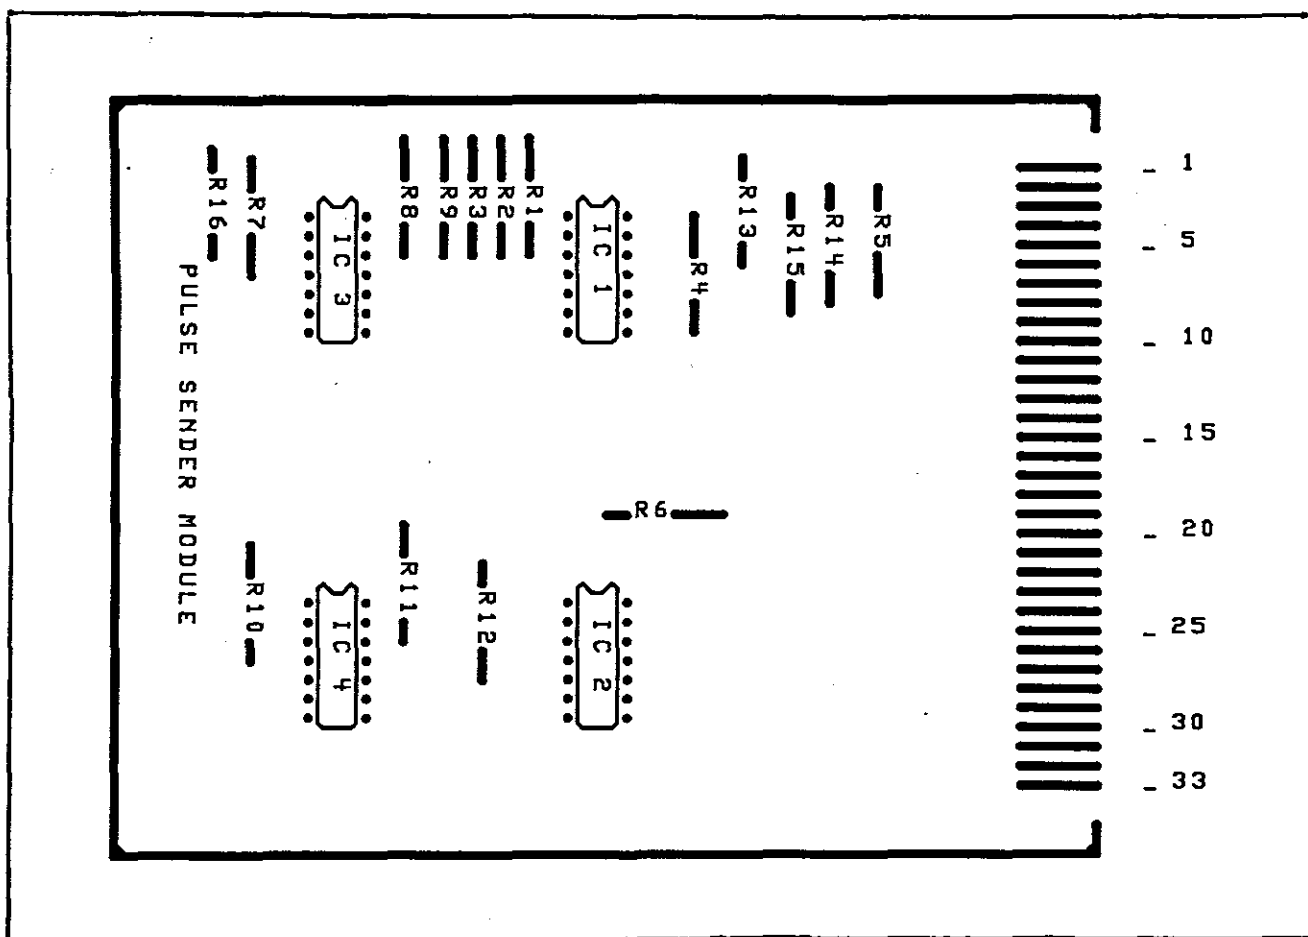 R16
R7
R8
R9
R3
R2
R1
R13
R15
R14
R5
R4
IC 3
IC 1
PULSE SENDER MODULE
R6
R10
R11
R12
IC 4
IC 2
_ 1
_ 5
_ 10
_ 15
_ 20
_ 25
_ 30
_ 33